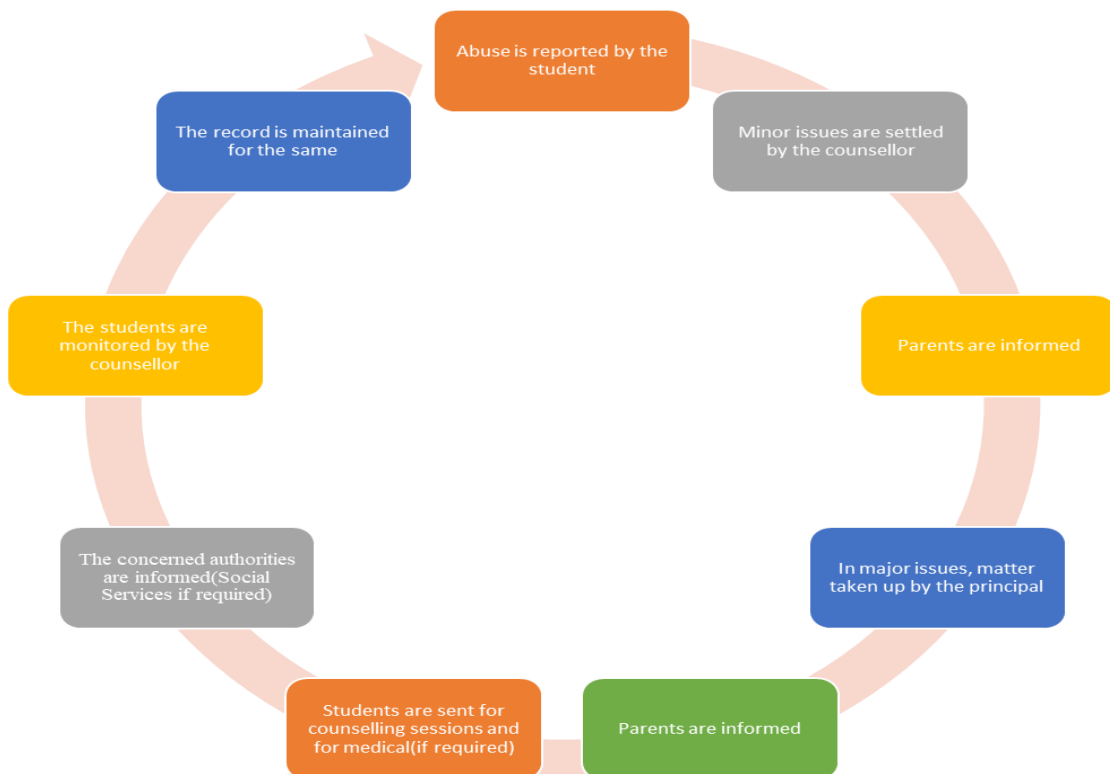 Abuse is reported by the
student
Minor issues are settled
by the counsellor
Parents are informed
In major issues, matter
taken up by the principal
Parents are informed
Students are sent for
counselling sessions and
for medical(if required)
The concerned authorities
are informed(Social
Services if required)
The students are
monitored by the
counsellor
The record is maintained
for the same